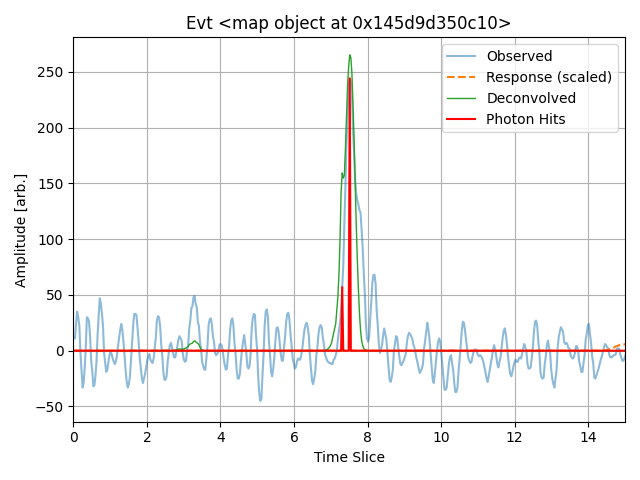 Evt <map object at 0x145d9d350c10>
Observed
Response (scaled)
Deconvolved
Photon Hits
Amplitude [arb.]
250
200
150
100
50
0
−50
0 2 4 6 8 10 12 14
Time Slice